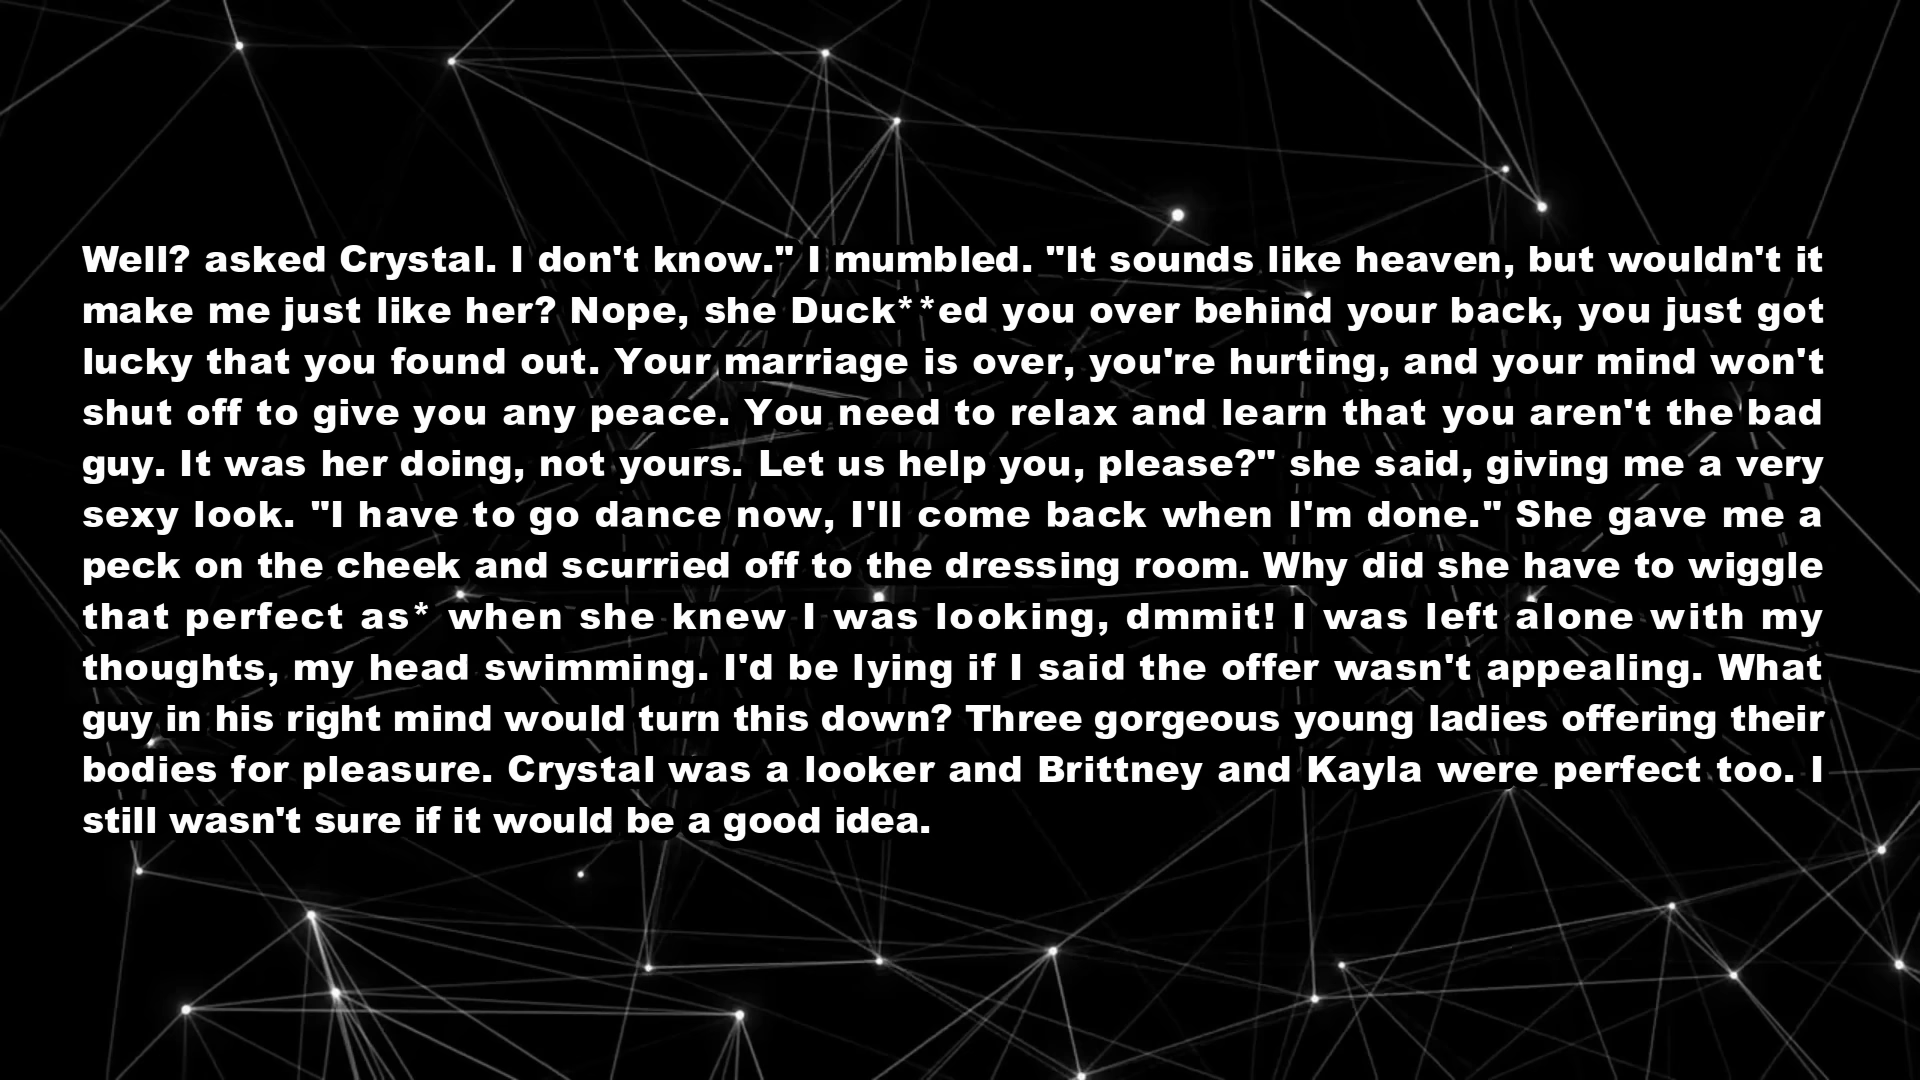 Well? asked Crystal. I don't know." I mumbled. "It sounds like heaven, but wouldn't it
make me just like her? Nope, she Duck**ed you over behind your back, you just got
lucky that you found out. Your marriage is over, you're hurting, and your mind won't
shut off to give you any peace. You need to relax and learn that you aren't the bad
guy. It was her doing, not yours. Let us help you, please?" she said, giving me a very
sexy look. "I have to go dance now, I'll come back when I'm done." She gave me a
peck on the cheek and scurried off to the dressing room. Why did she have to wiggle
that perfect as* when she knew I was looking, dmmit! I was left alone with my
thoughts, my head swimming. I'd be lying if I said the offer wasn't appealing. What
guy in his right mind would turn this down? Three gorgeous young ladies offering their
bodies for pleasure. Crystal was a looker and Brittney and Kayla were perfect too. I
still wasn't sure if it would be a good idea.